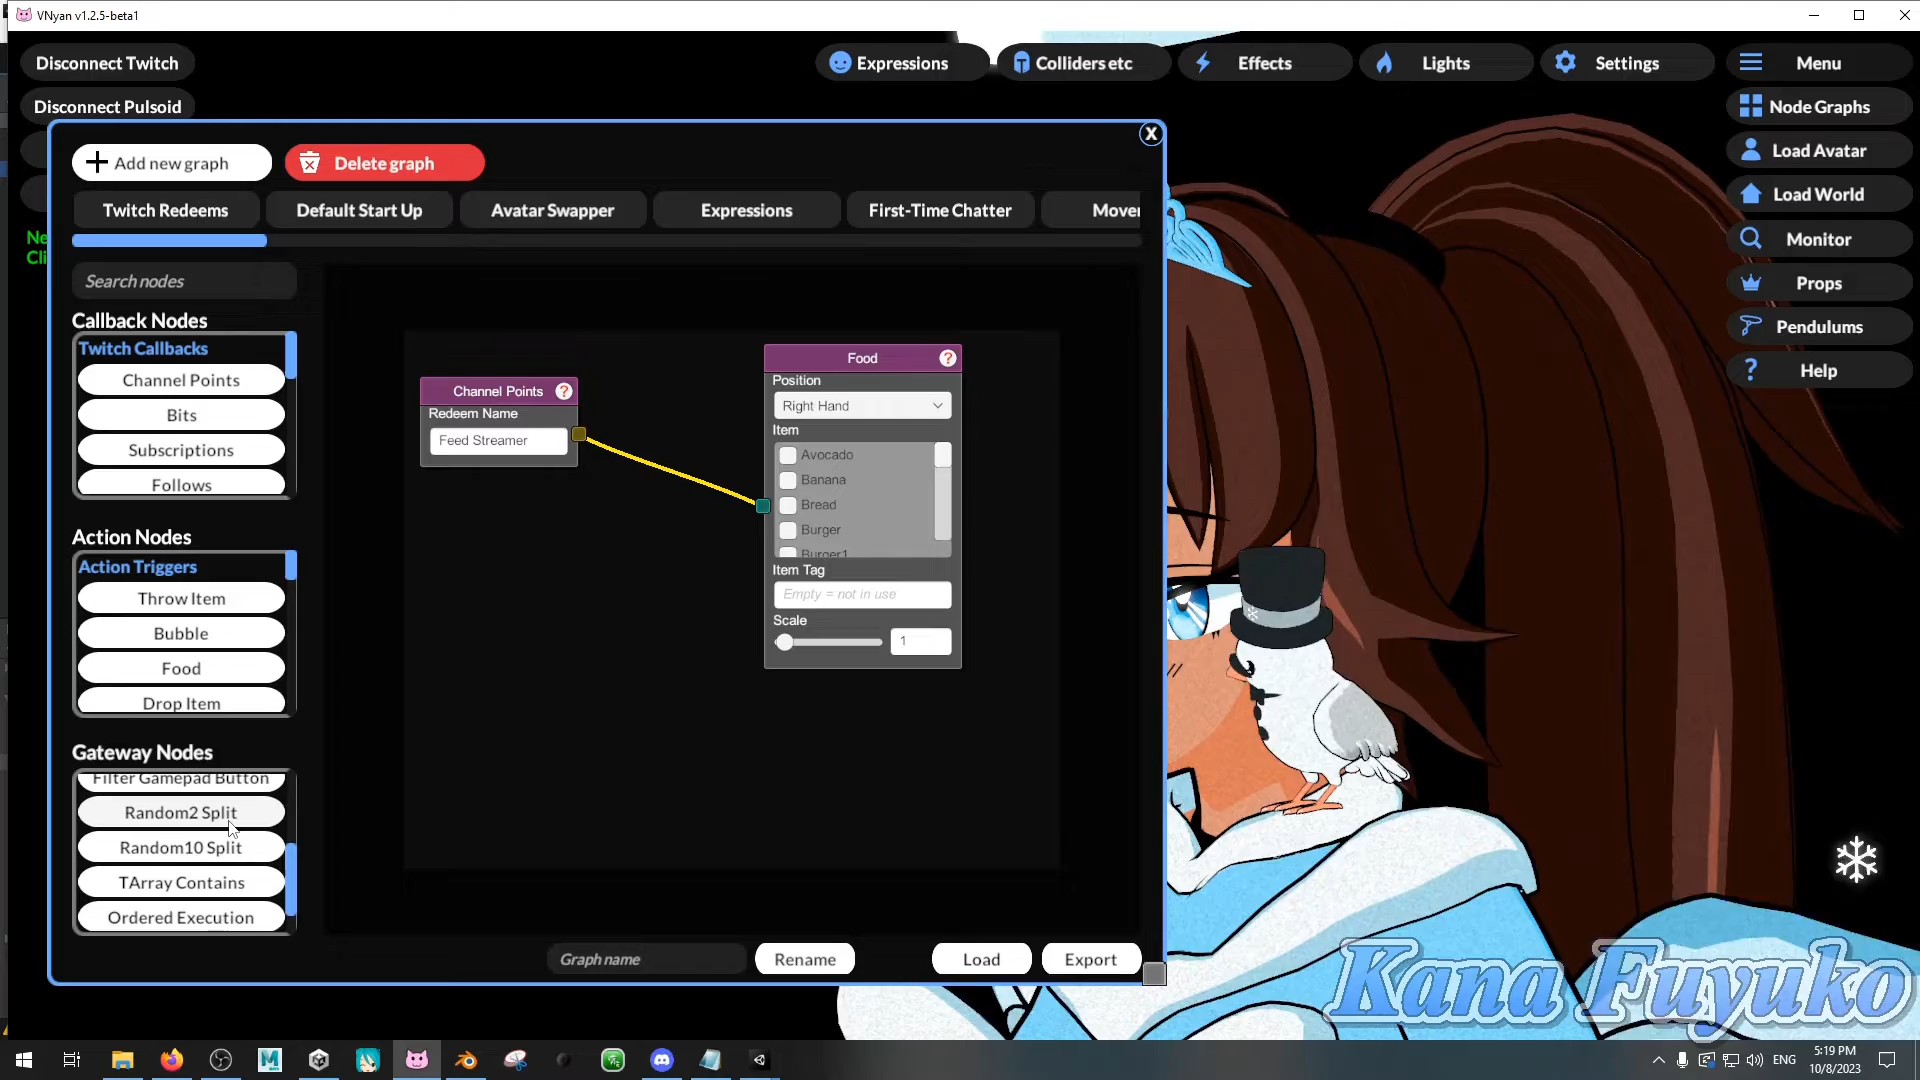 VNyan v1.2.5-beta1
Disconnect Twitch
Expressions
Colliders etc
Effects
Lights
Settings
Menu
Disconnect Pulsoid
Node Graphs
X
Add new graph
Delete graph
Load Avatar
Twitch Redeems
Default Start Up
Avatar Swapper
Expressions
First-Time Chatter
Mover
Load World
Ne
Cli
Monitor
Search nodes
Props
Callback Nodes
Twitch Callbacks
Channel Points
Bits
Subscriptions
Follows
Pendulums
Help
Channel Points ?
Redeem Name
Feed Streamer
Food ?
Position
Right Hand
Item
Avocado
Banana
Bread
Burger
Burger1
Item Tag
Empty = not in use
Scale
1
Action Nodes
Action Triggers
Throw Item
Bubble
Food
Drop Item
Gateway Nodes
Filter Gamepad Button
Random2 Split
Random10 Split
TArray Contains
Ordered Execution
Graph name
Rename
Load
Export
Kana Fuyuko
ENG
5:19 PM
10/8/2023